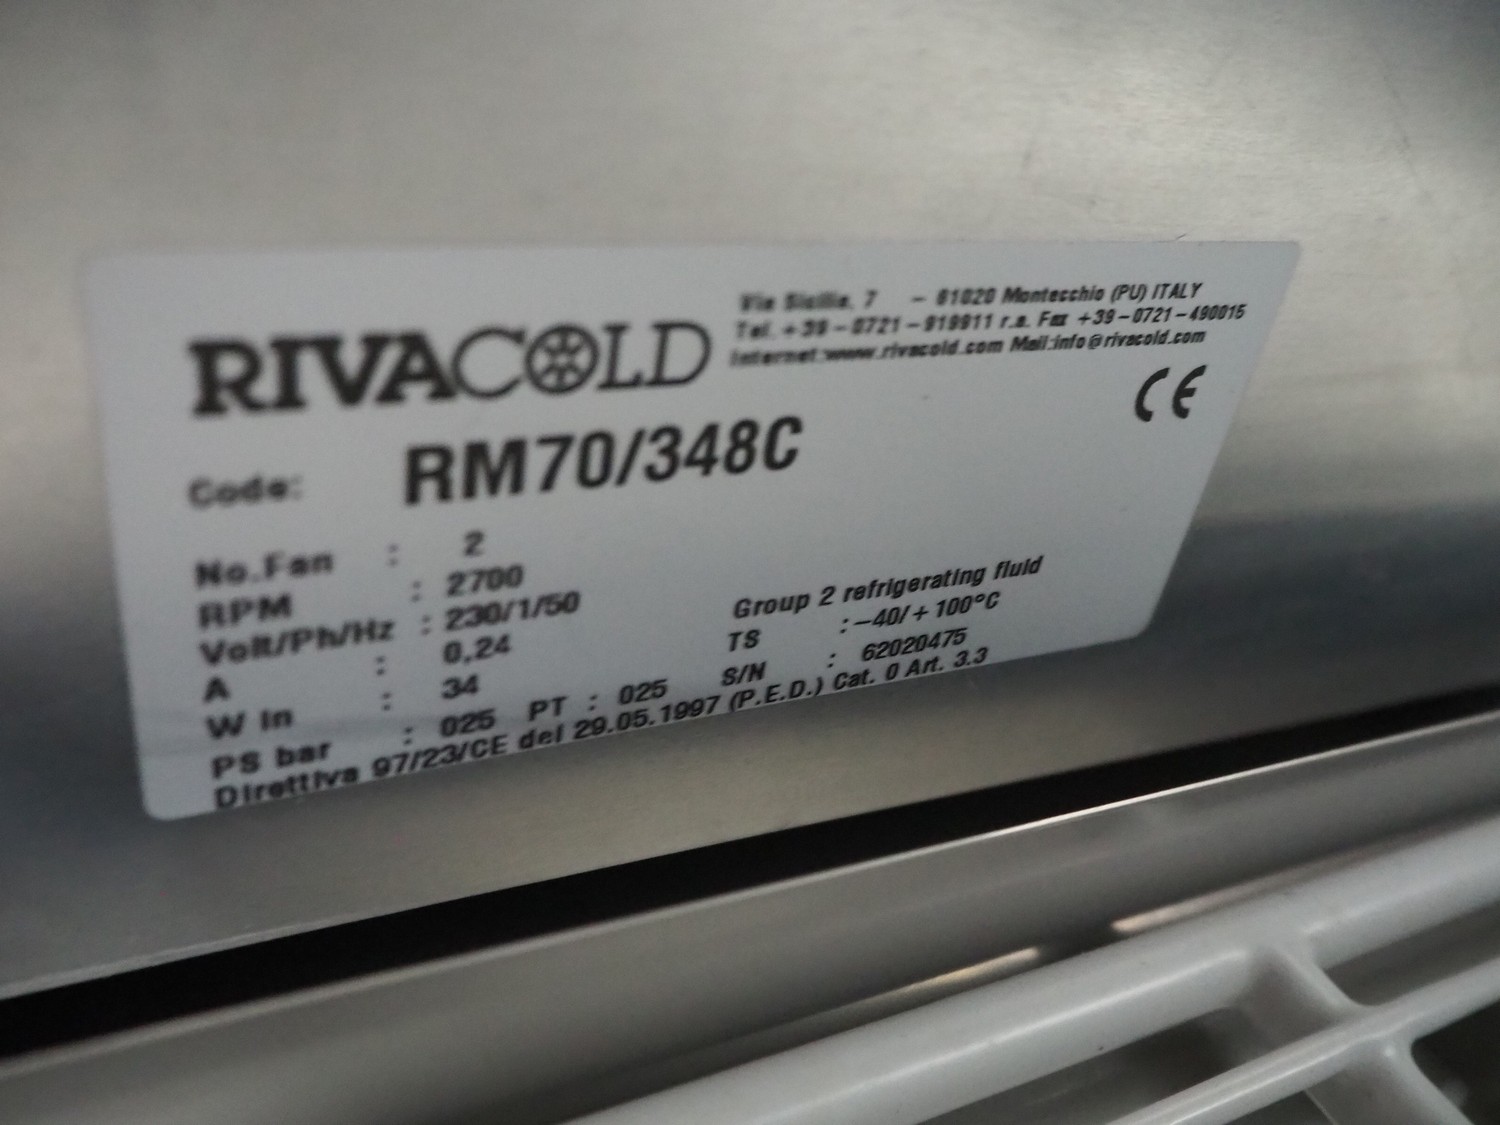 RIVACOLD
Via Sicilia, 7 - 61020 Montecchio (PU) ITALY
Tel. +39-0721-919911 r.a. Fax +39-0721-490015
Internet:www.rivacold.com Mail:info@rivacold.com
CE
Code: RM70/348C
No.Fan : 2
RPM : 2700
Volt/Ph/Hz : 230/1/50
A : 0,24
W in : 34
PS bar : 025 PT : 025
Group 2 refrigerating fluid
TS :-40/+100°C
S/N : 62020475
Direttiva 97/23/CE del 29.05.1997 (P.E.D.) Cat. 0 Art. 3.3